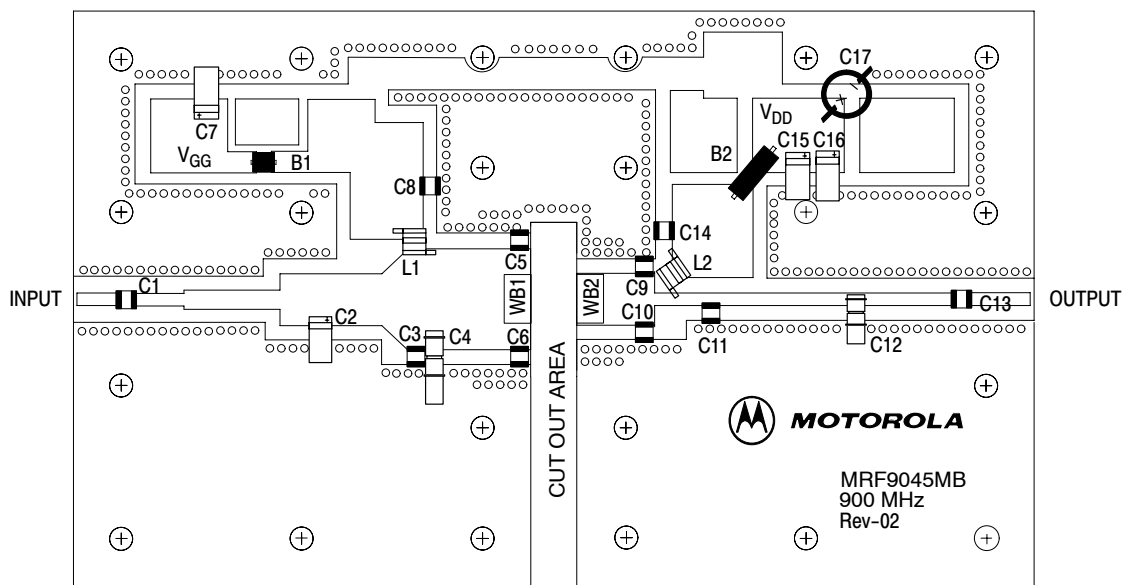 C17
C7
VDD
VGG
B1
B2
C15
C16
C8
C14
C5
L1
L2
C9
C1
INPUT
WB1
WB2
C13
OUTPUT
C2
C3
C4
C6
C10
C11
C12
CUT OUT AREA
MOTOROLA
MRF9045MB
900 MHz
Rev-02